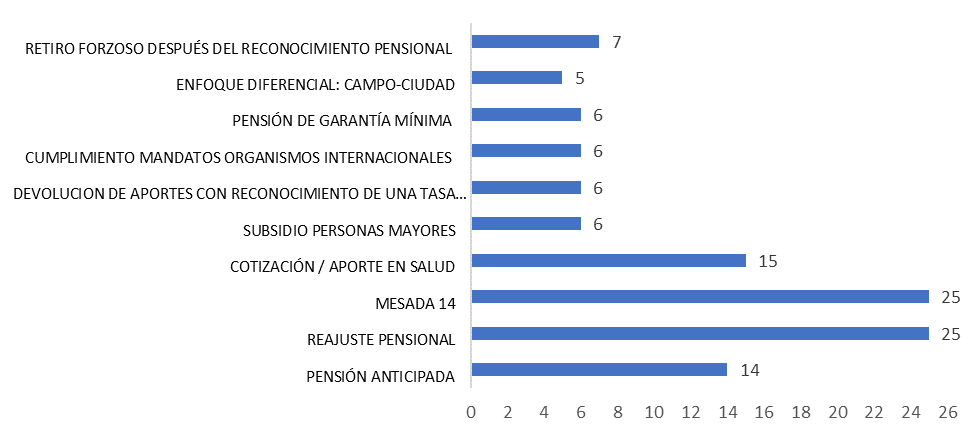 RETIRO FORZOSO DESPUÉS DEL RECONOCIMIENTO PENSIONAL 7
ENFOQUE DIFERENCIAL: CAMPO-CIUDAD 5
PENSIÓN DE GARANTÍA MÍNIMA 6
CUMPLIMIENTO MANDATOS ORGANISMOS INTERNACIONALES 6
DEVOLUCION DE APORTES CON RECONOCIMIENTO DE UNA TASA… 6
SUBSIDIO PERSONAS MAYORES 6
COTIZACIÓN / APORTE EN SALUD 15
MESADA 14 25
REAJUSTE PENSIONAL 25
PENSIÓN ANTICIPADA 14
0 2 4 6 8 10 12 14 16 18 20 22 24 26